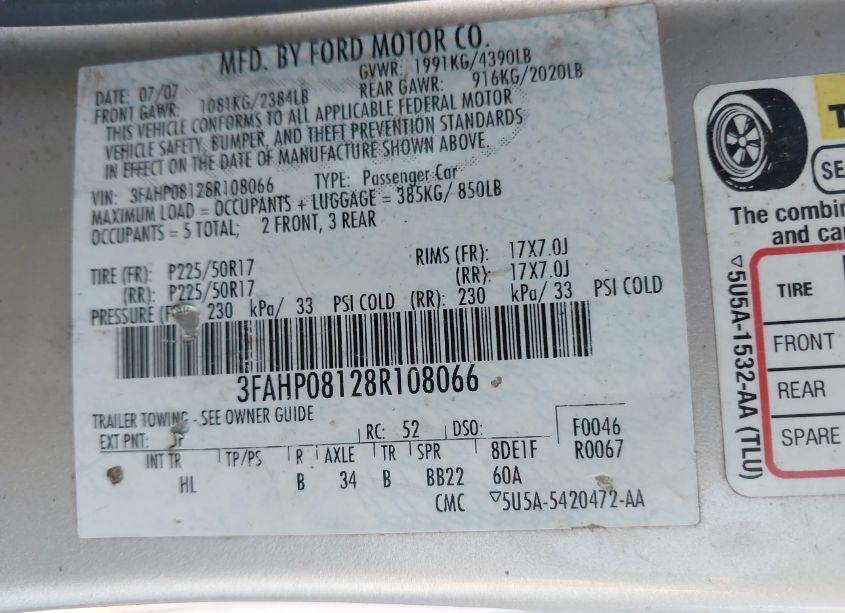 MFD. BY FORD MOTOR CO.
DATE: 07/07 GVWR: 1991KG/4390LB
FRONT GAWR: 1081KG/2384LB REAR GAWR: 916KG/2020LB
THIS VEHICLE CONFORMS TO ALL APPLICABLE FEDERAL MOTOR
VEHICLE SAFETY, BUMPER, AND THEFT PREVENTION STANDARDS
IN EFFECT ON THE DATE OF MANUFACTURE SHOWN ABOVE.
VIN: 3FAHP08128R108066 TYPE: Passenger Car
MAXIMUM LOAD = OCCUPANTS + LUGGAGE = 385KG/ 850LB
OCCUPANTS = 5 TOTAL; 2 FRONT, 3 REAR
TIRE (FR): P225/50R17 RIMS (FR): 17X7.0J
(RR): P225/50R17 (RR): 17X7.0J
PRESSURE 230 kPa/ 33 PSI COLD (RR): 230 kPa/ 33 PSI COLD
3FAHP08128R108066
TRAILER TOWING - SEE OWNER GUIDE
EXT PNT: RC: 52 DSO: F0046
INT TR TP/PS R AXLE TR SPR 8DE1F R0067
HL B 34 B BB22 60A
CMC ▽5U5A-5420472-AA
T
SE
The combin
and ca
TIRE
FRONT
REAR
SPARE
▽5U5A-1532-AA (TLU)